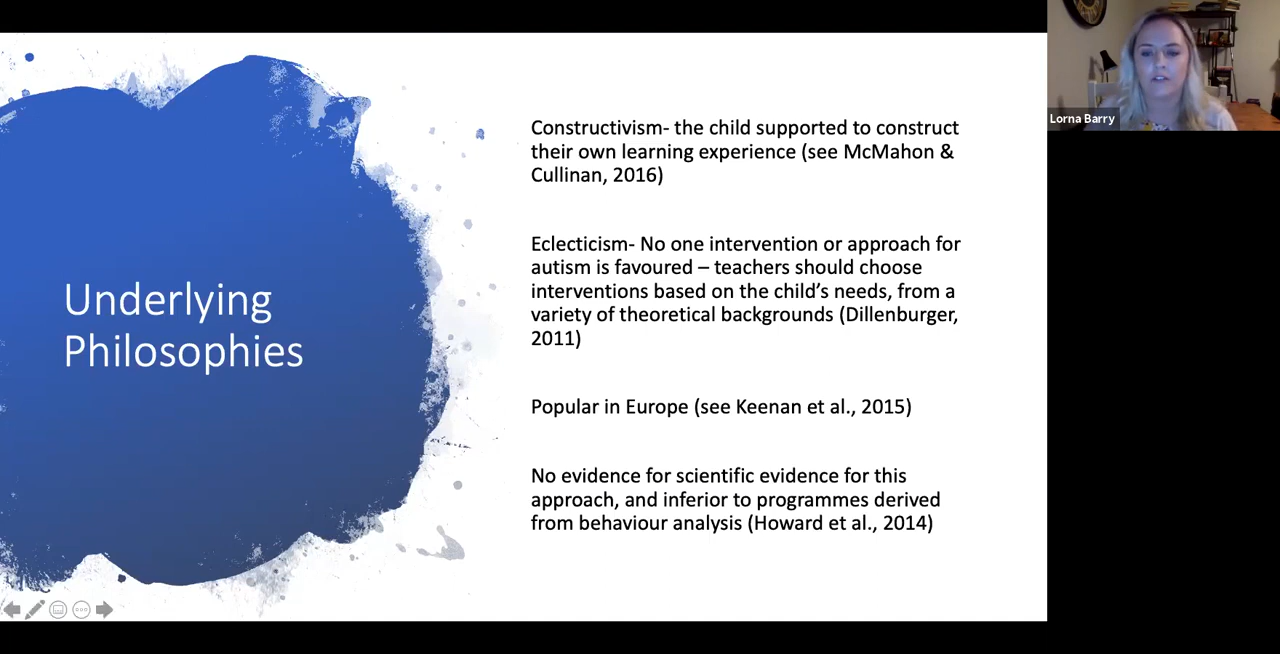 Underlying
Philosophies
Constructivism- the child supported to construct
their own learning experience (see McMahon &
Cullinan, 2016)
Eclecticism- No one intervention or approach for
autism is favoured – teachers should choose
interventions based on the child's needs, from a
variety of theoretical backgrounds (Dillenburger,
2011)
Popular in Europe (see Keenan et al., 2015)
No evidence for scientific evidence for this
approach, and inferior to programmes derived
from behaviour analysis (Howard et al., 2014)
Lorna Barry